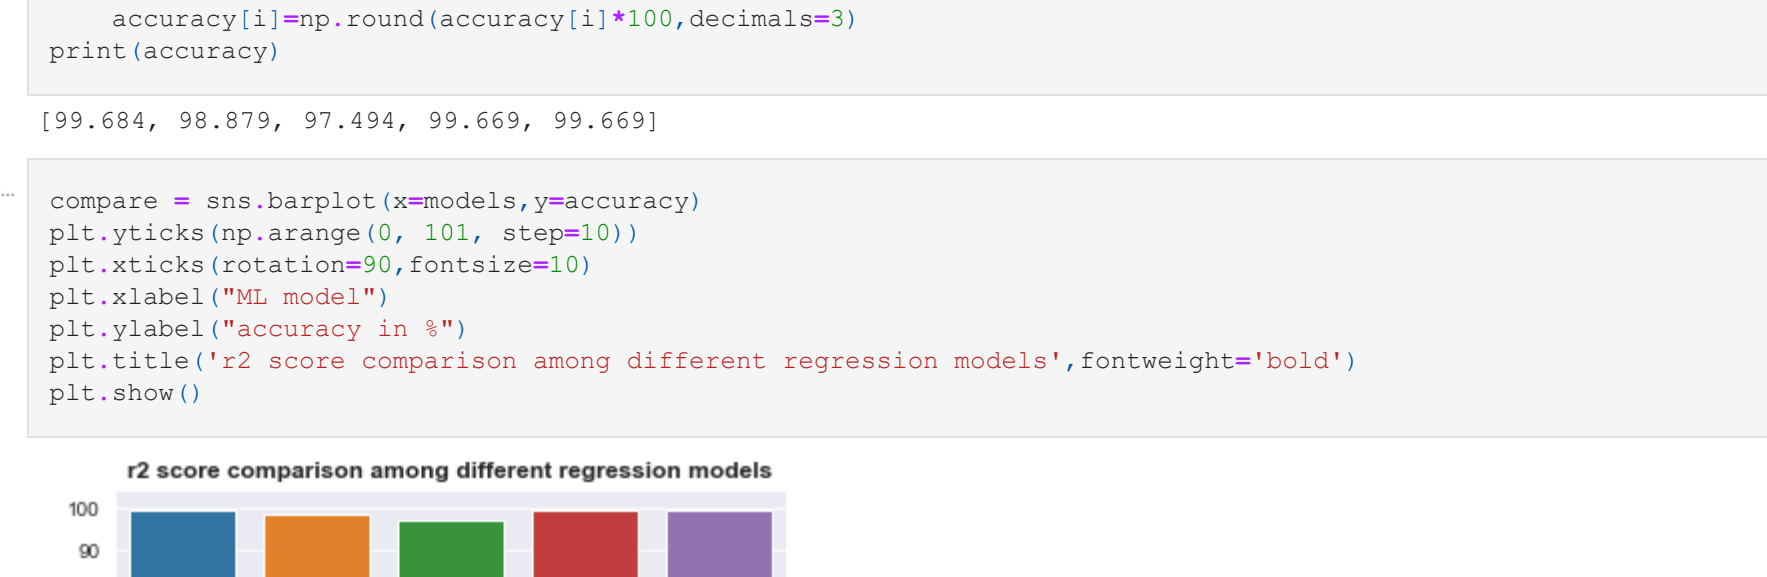 accuracy[i]=np.round(accuracy[i]*100,decimals=3)
print(accuracy)
[99.684, 98.879, 97.494, 99.669, 99.669]
...
compare = sns.barplot(x=models,y=accuracy)
plt.yticks(np.arange(0, 101, step=10))
plt.xticks(rotation=90,fontsize=10)
plt.xlabel("ML model")
plt.ylabel("accuracy in %")
plt.title('r2 score comparison among different regression models',fontweight='bold')
plt.show()
r2 score comparison among different regression models
100
90